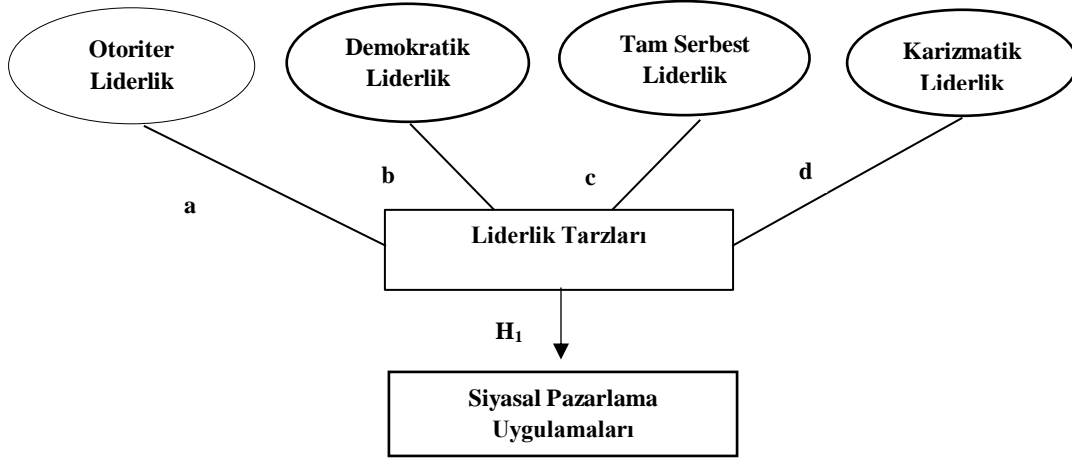 Otoriter
Liderlik
Demokratik
Liderlik
Tam Serbest
Liderlik
Karizmatik
Liderlik
a
b
c
d
Liderlik Tarzları
H1
Siyasal Pazarlama
Uygulamaları